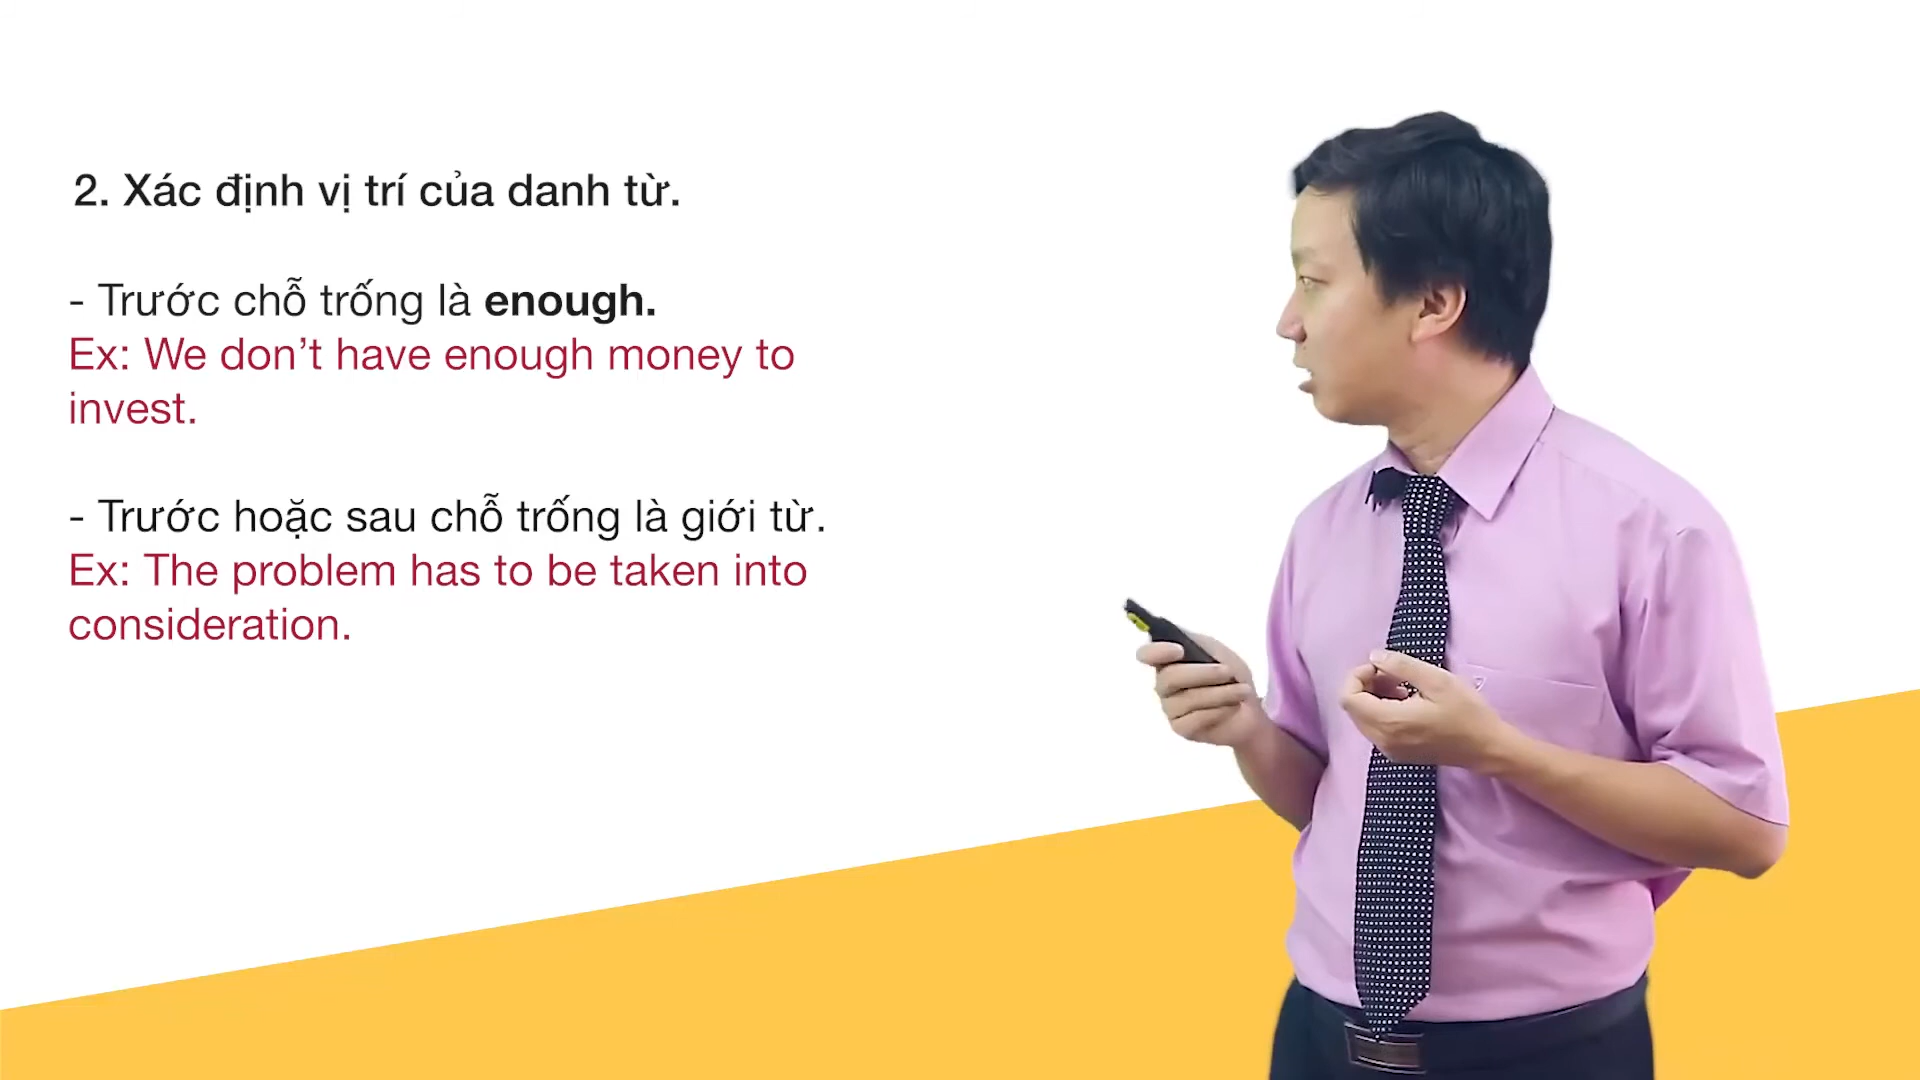 2. Xác định vị trí của danh từ.
- Trước chỗ trống là enough.
Ex: We don’t have enough money to
invest.
- Trước hoặc sau chỗ trống là giới từ.
Ex: The problem has to be taken into
consideration.